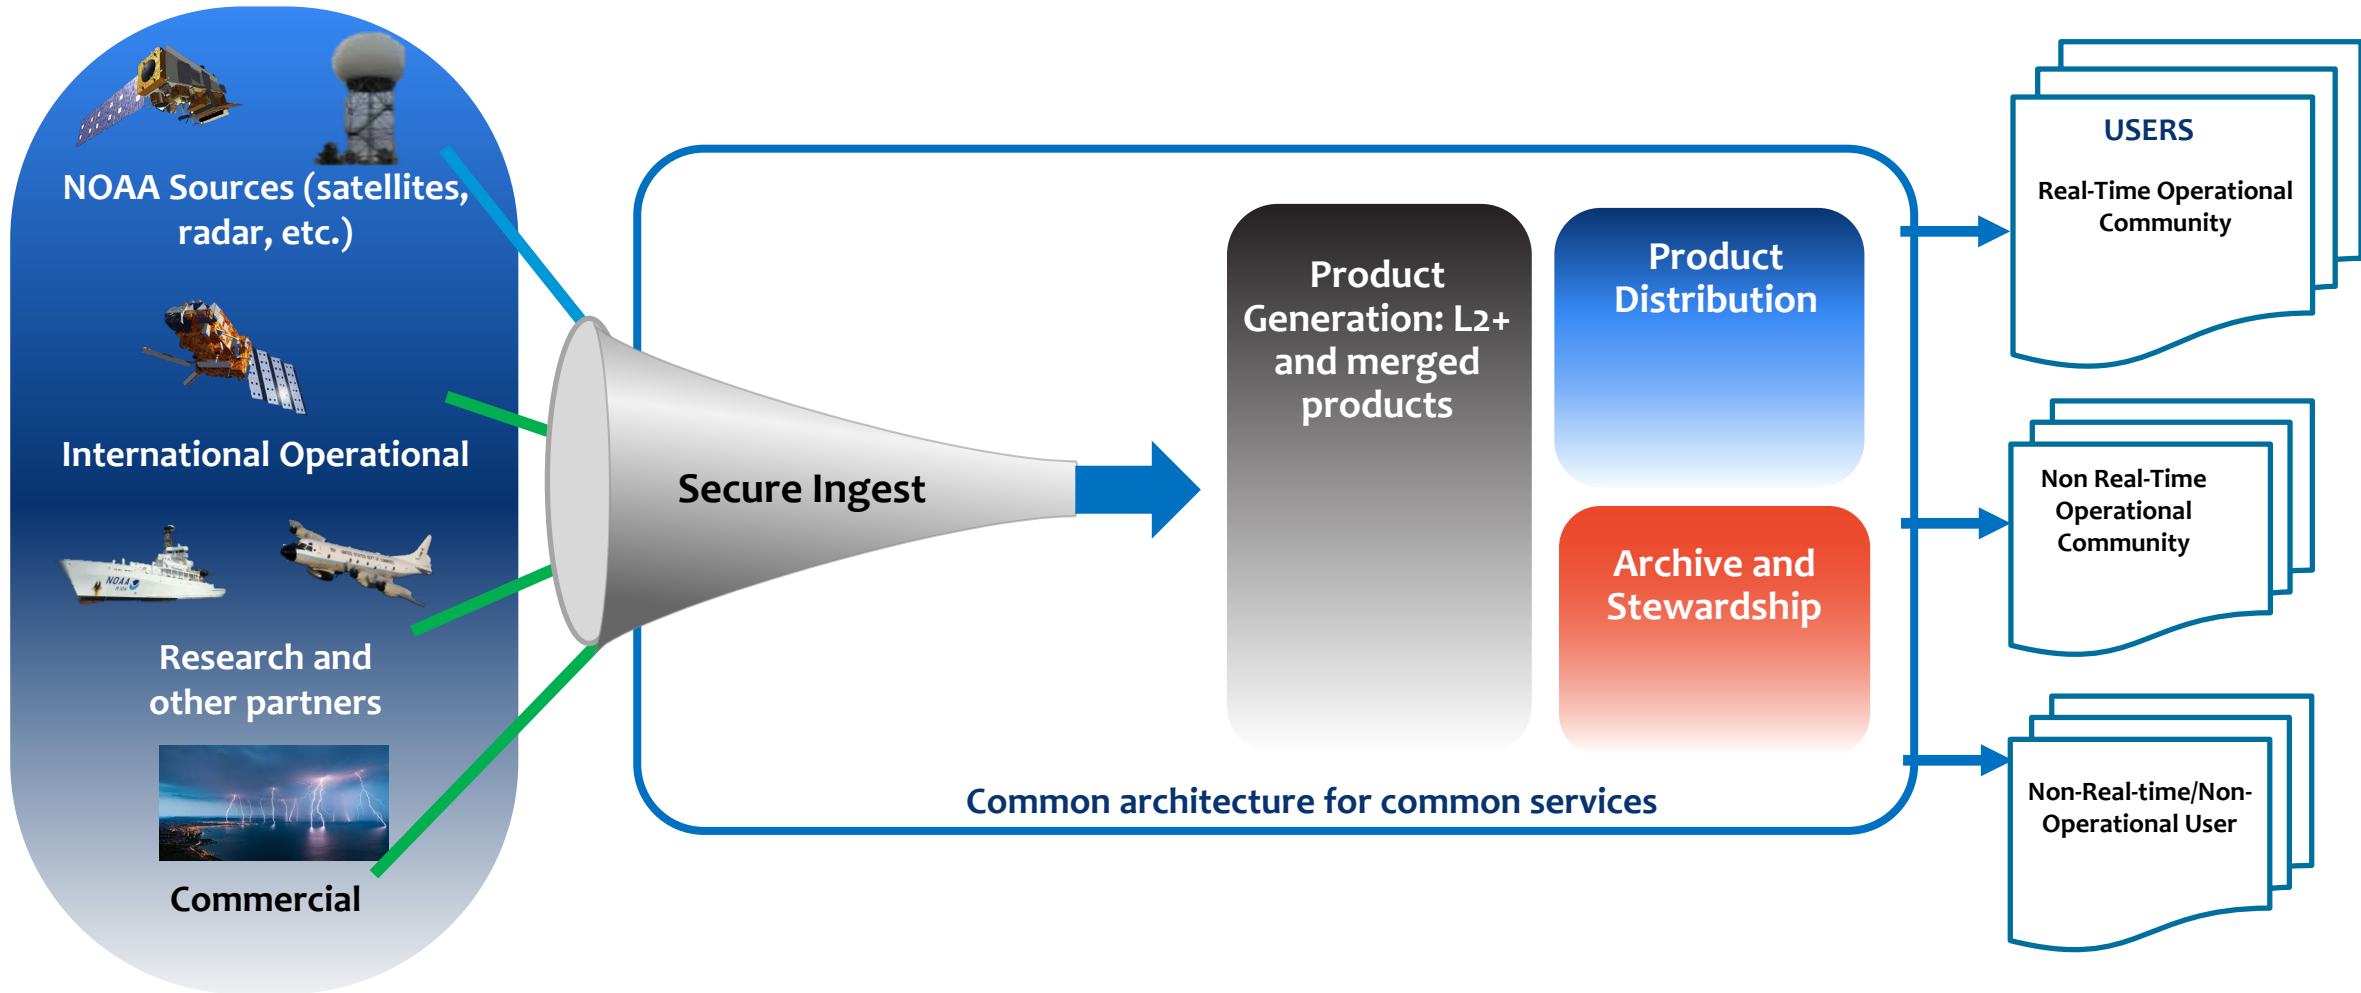 NOAA Sources (satellites,
radar, etc.)
International Operational
NOAA
Research and
other partners
Commercial
Secure Ingest
Product
Generation: L2+
and merged
products
Product
Distribution
Archive and
Stewardship
Common architecture for common services
USERS
Real-Time Operational
Community
Non Real-Time
Operational
Community
Non-Real-time/Non-
Operational User